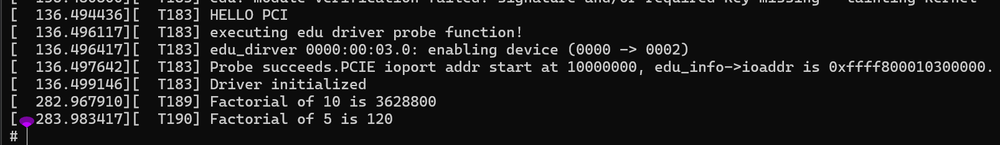 [  136.494436][  T183] HELLO PCI
[  136.496117][  T183] executing edu driver probe function!
[  136.496417][  T183] edu_dirver 0000:00:03.0: enabling device (0000 -> 0002)
[  136.497642][  T183] Probe succeeds.PCIE ioport addr start at 10000000, edu_info->ioaddr is 0xffff800010300000.
[  136.499146][  T183] Driver initialized
[  282.967910][  T189] Factorial of 10 is 3628800
[  283.983417][  T190] Factorial of 5 is 120
#